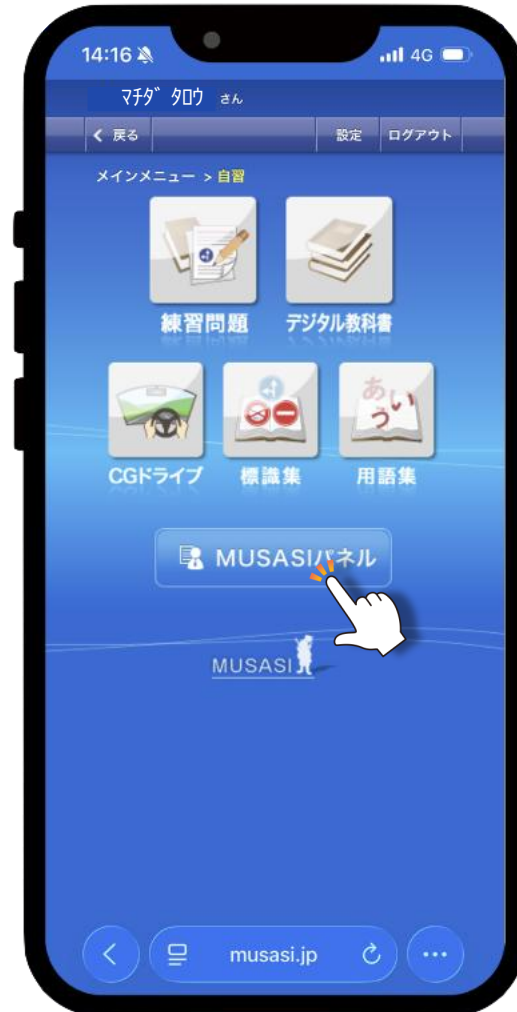 14:16 4G
ﾏﾁﾀﾞ ﾀﾛｳ さん
戻る 設定 ログアウト
メインメニュー > 自習
練習問題 デジタル教科書
CGドライブ 標識集 用語集
あいう
MUSASIパネル
MUSASI
musasi.jp